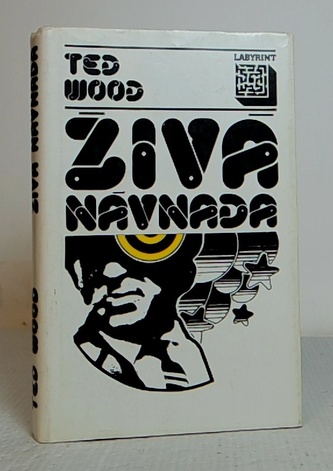 TED
WOOD
LABYRINT
ŽIVÁ
NÁVNADA
TED WOOD
ŽIVÁ NÁVNADA